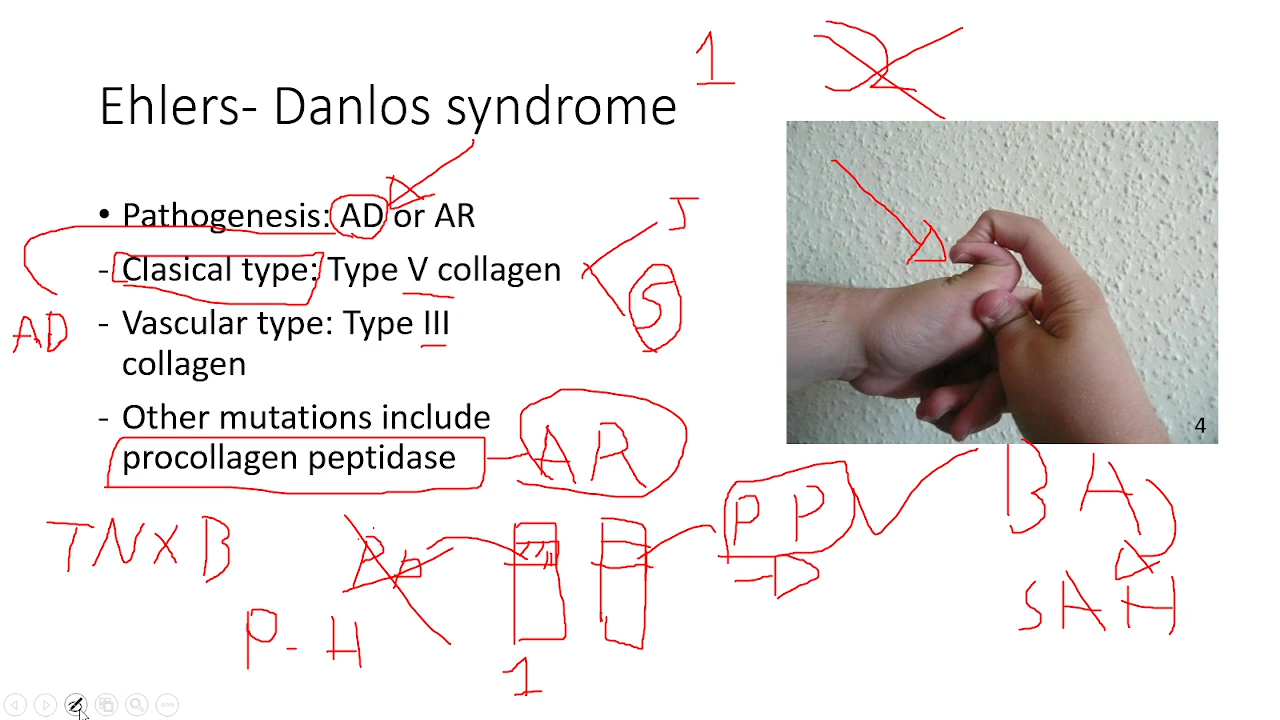 1
Ehlers- Danlos syndrome
• Pathogenesis: AD or AR
- Clasical type: Type V collagen
- Vascular type: Type III
collagen
- Other mutations include
procollagen peptidase
AD
5
AR
4
TNXB
P - H
1
PP
BA
SAH